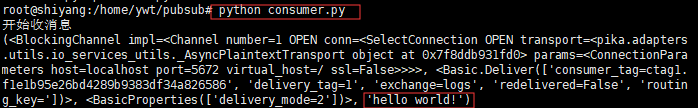 root@shiyang:/home/ywt/pubsub# python consumer.py
开始收消息
(<BlockingChannel impl=<Channel number=1 OPEN conn=<SelectConnection OPEN transport=<pika.adapters
.utils.io_services_utils._AsyncPlaintextTransport object at 0x7f8ddb931fd0> params=<ConnectionPara
meters host=localhost port=5672 virtual_host=/ ssl=False>>>>, <Basic.Deliver(['consumer_tag=ctag1.
f1e1b95e26bd4289b9383df34a826586', 'delivery_tag=1', 'exchange=logs', 'redelivered=False', 'routin
g_key='])>, <BasicProperties(['delivery_mode=2'])>, 'hello world!')